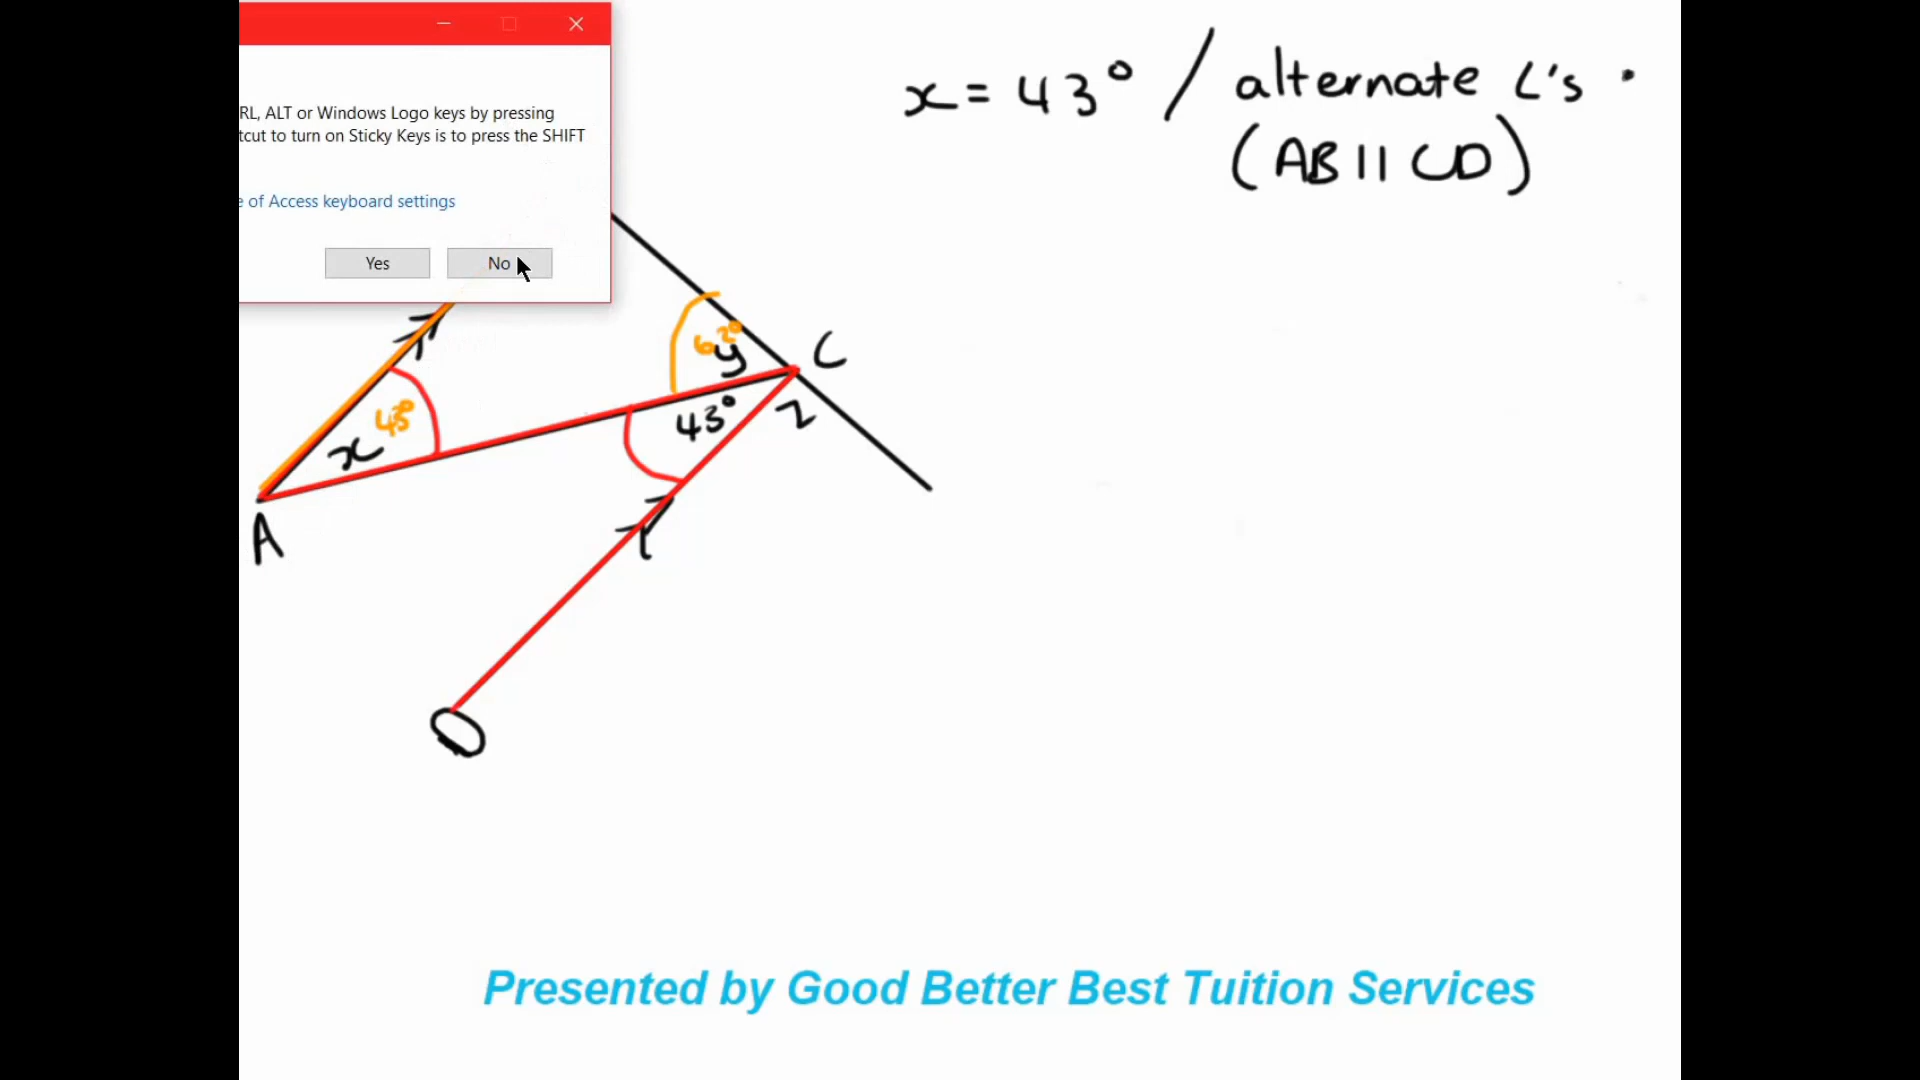 RL, ALT or Windows Logo keys by pressing
tcut to turn on Sticky Keys is to press the SHIFT
e of Access keyboard settings
Yes
No
x = 43° / alternate L's
(AB || CD)
C
62°
y
43°
x
43°
z
A
D
Presented by Good Better Best Tuition Services